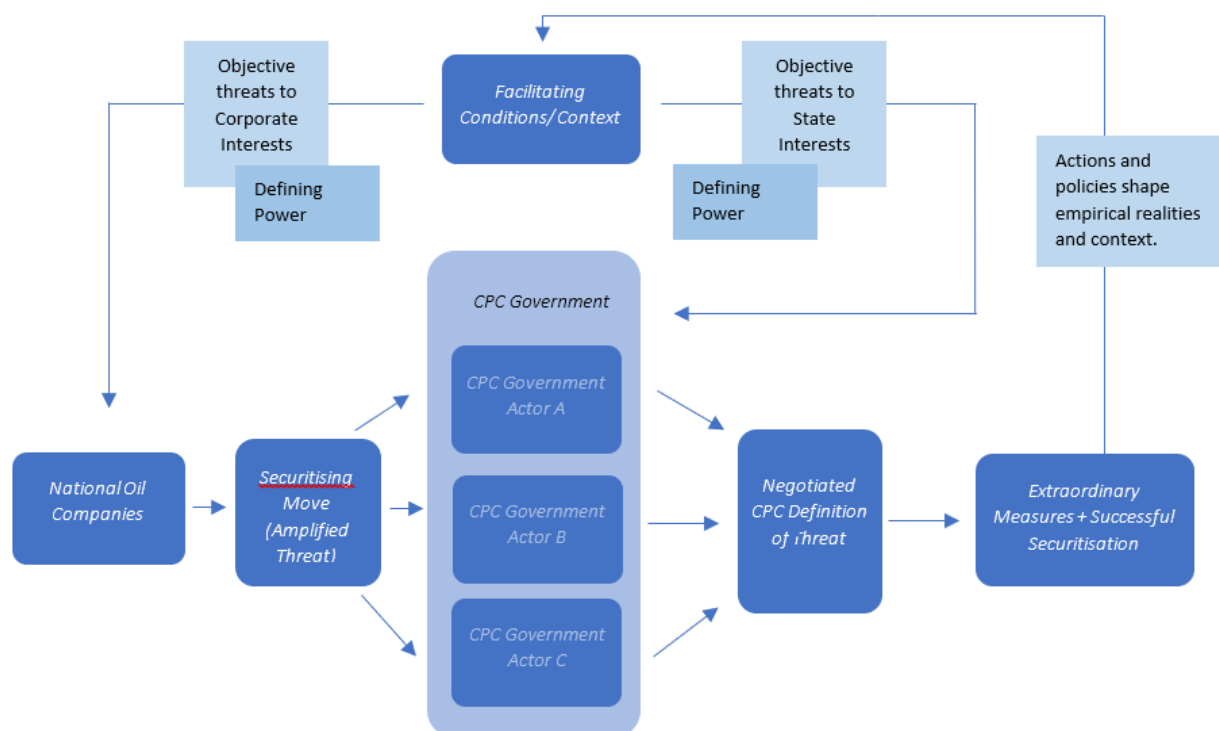 Objective
threats to
Corporate
Interests
Defining
Power
Facilitating
Conditions/Context
Objective
threats to
State
Interests
Defining
Power
Actions and
policies shape
empirical realities
and context.
CPC Government
CPC Government
Actor A
CPC Government
Actor B
CPC Government
Actor C
National Oil
Companies
Securitising
Move
(Amplified
Threat)
Negotiated
CPC Definition
of Threat
Extraordinary
Measures + Successful
Securitisation